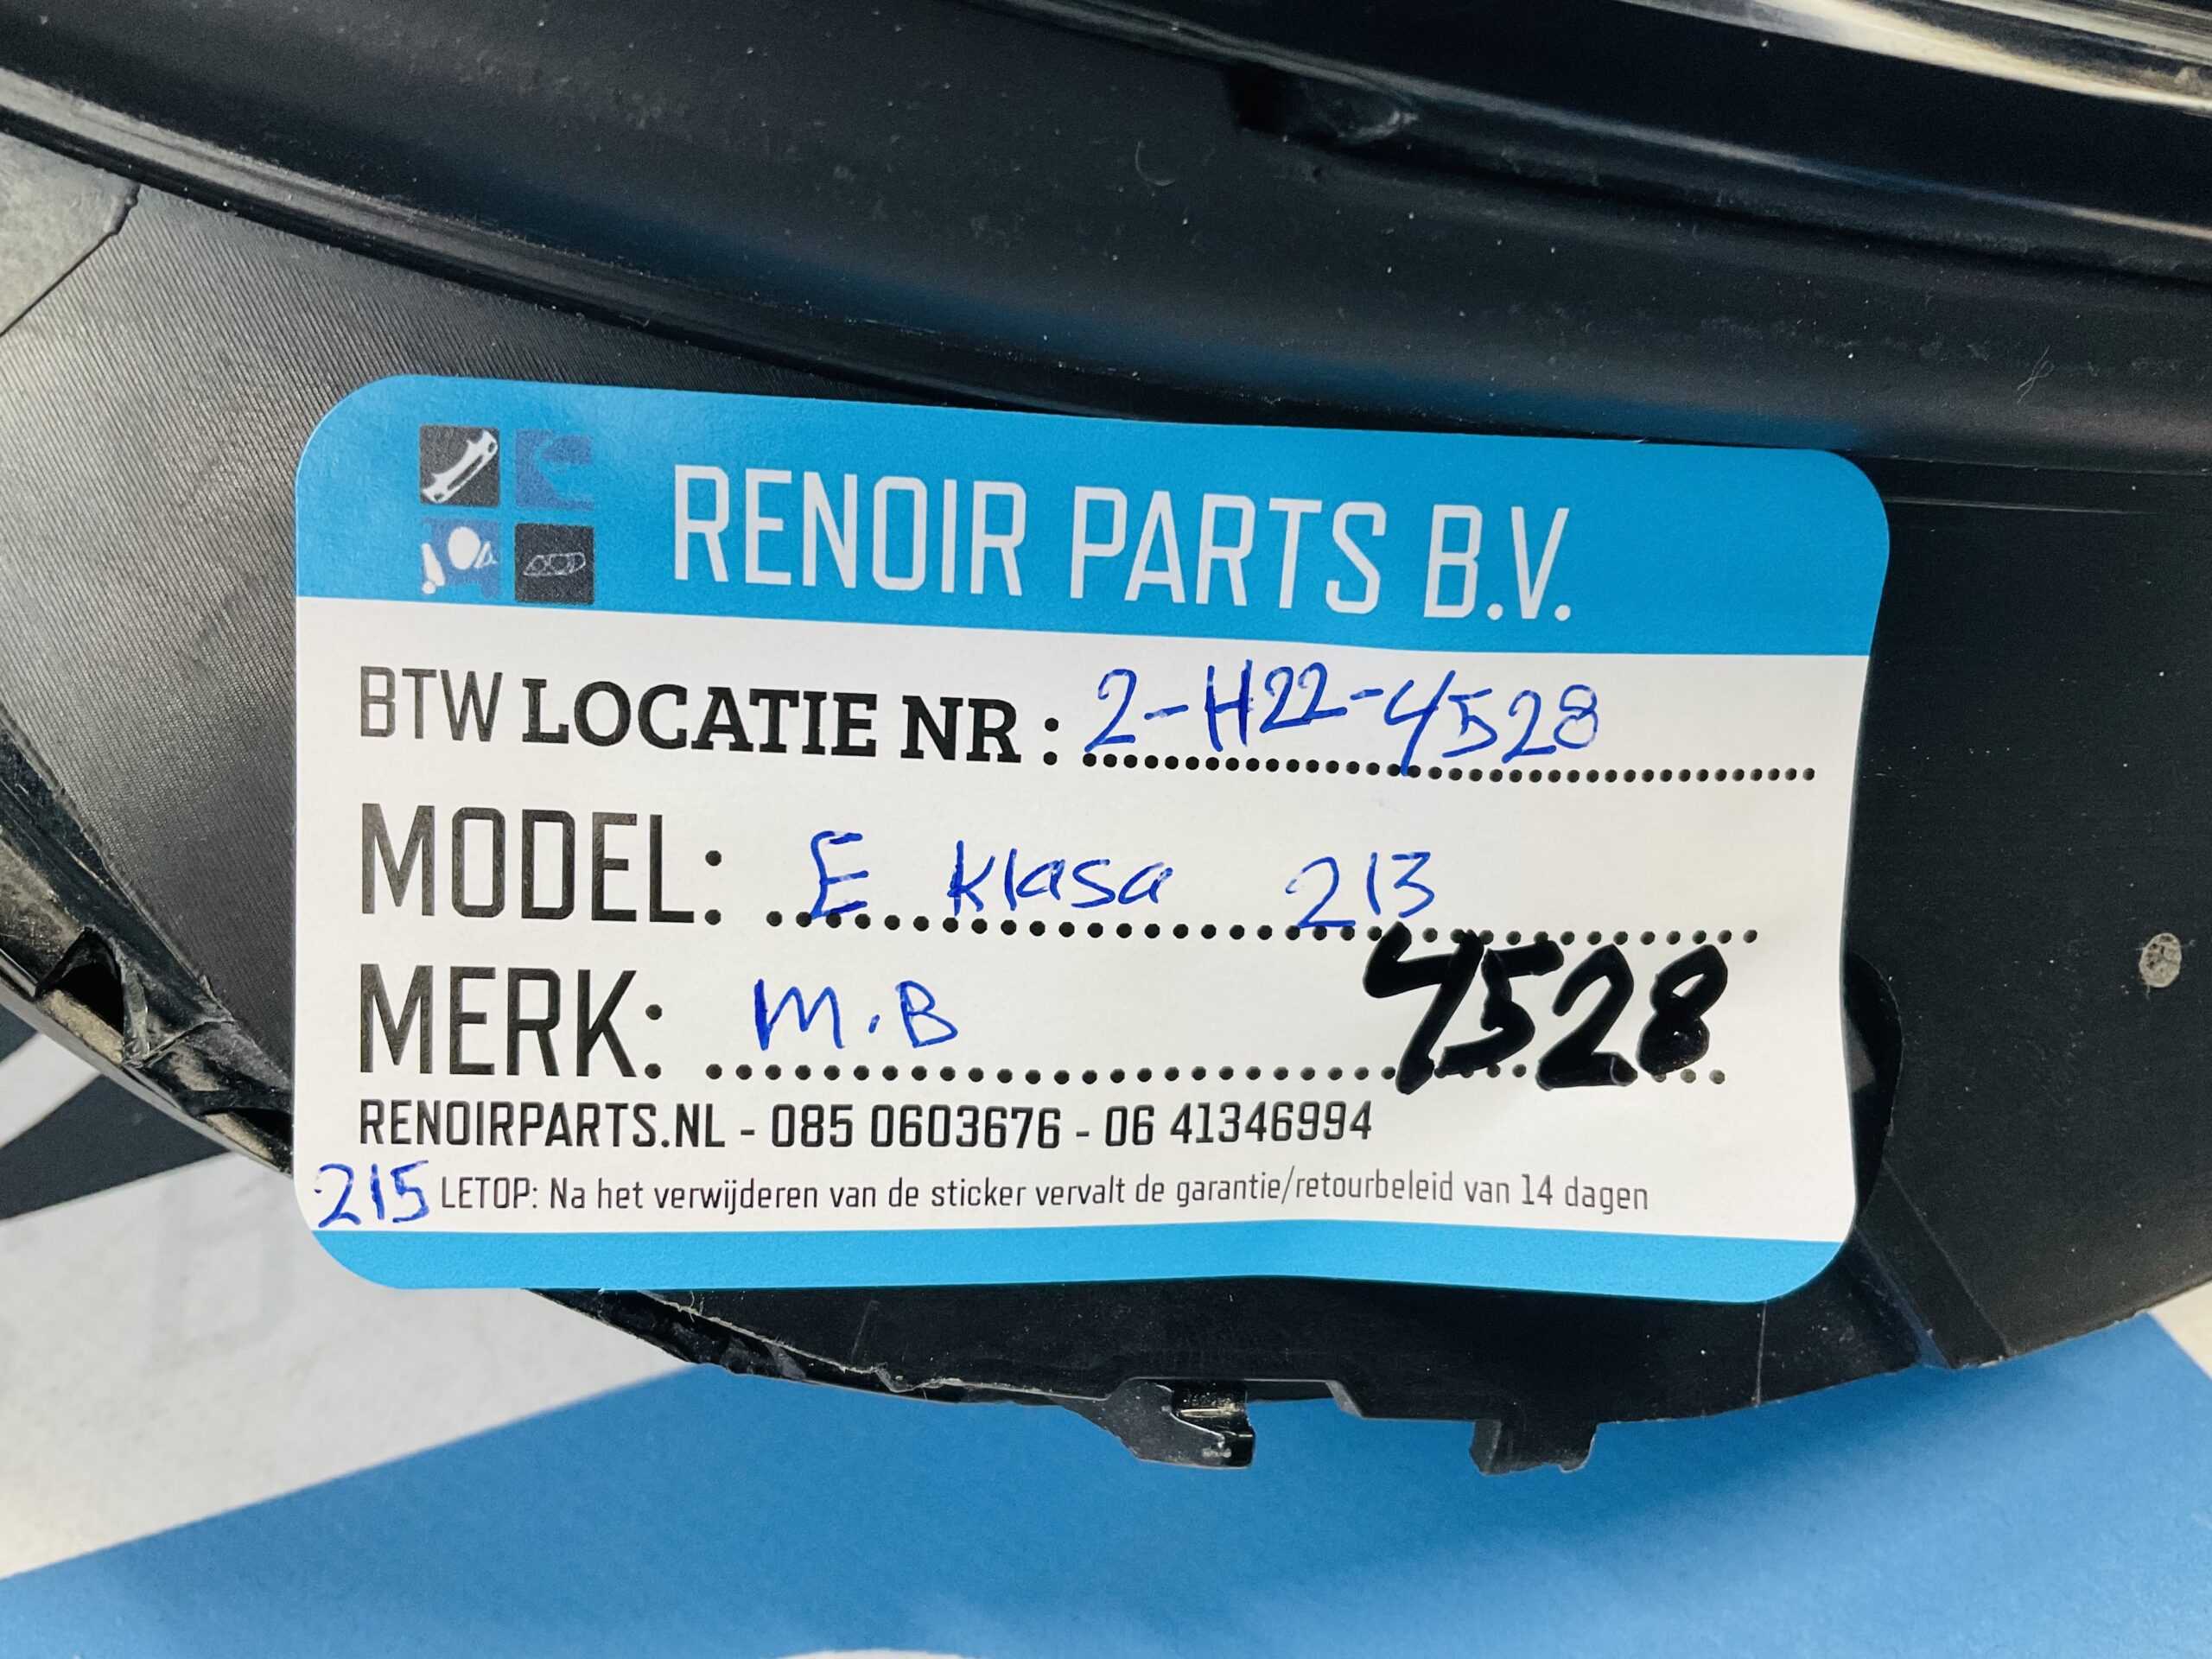 RENOIR PARTS B.V.
BTW LOCATIE NR : 2-H22-4528
MODEL: E klasa 213
MERK: M.B 4528
RENOIRPARTS.NL - 085 0603676 - 06 41346994
215 LETOP: Na het verwijderen van de sticker vervalt de garantie/retourbeleid van 14 dagen